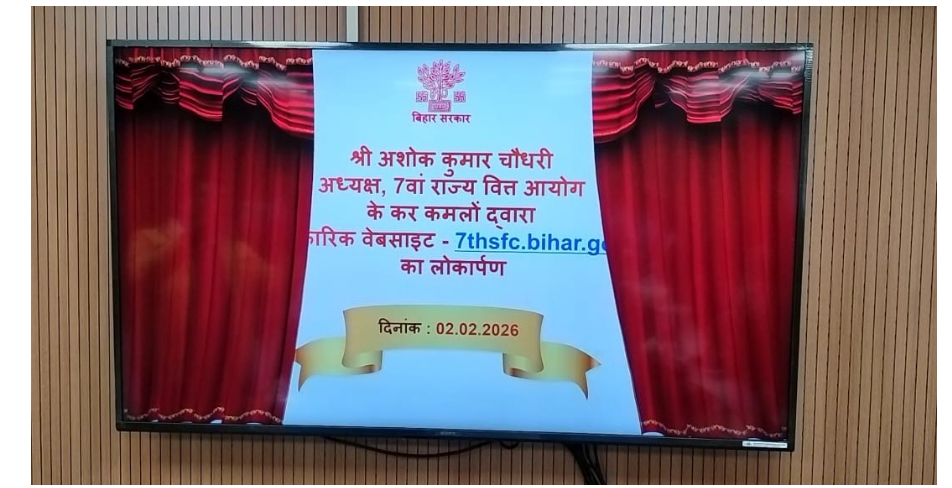 बिहार सरकार
श्री अशोक कुमार चौधरी
अध्यक्ष, 7वां राज्य वित्त आयोग
के कर कमलों द्वारा
कारिक वेबसाइट - 7thsfc.bihar.g
का लोकार्पण
दिनांक : 02.02.2026